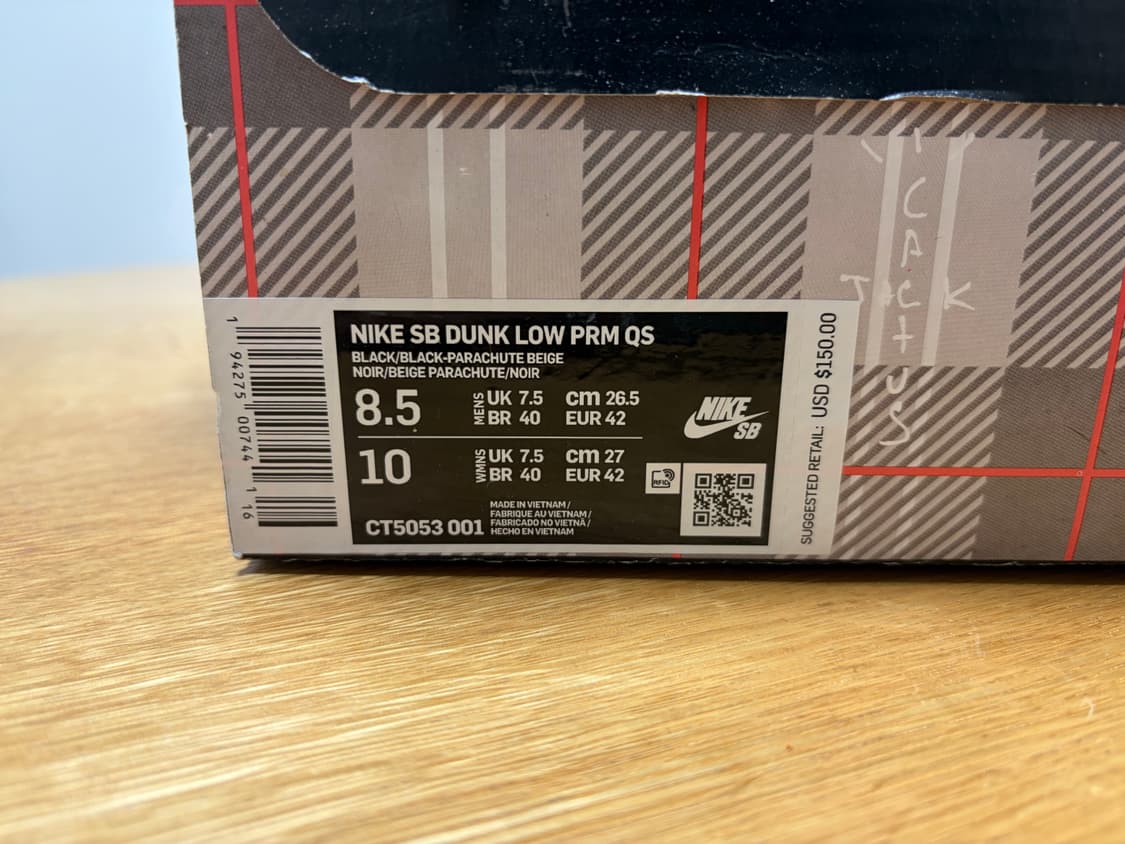 NIKE SB DUNK LOW PRM QS
BLACK/BLACK-PARACHUTE BEIGE
NOIR/BEIGE PARACHUTE/NOIR
8.5 MENS UK 7.5 cm 26.5
BR 40 EUR 42
10 WMNS UK 7.5 cm 27
BR 40 EUR 42
CT5053 001
MADE IN VIETNAM /
FABRIQUE AU VIETNAM /
FABRICADO NO VIETNÃ /
HECHO EN VIETNAM
NIKE
SB
RFID
SUGGESTED RETAIL: USD $150.00
1 94275 00744 1 16